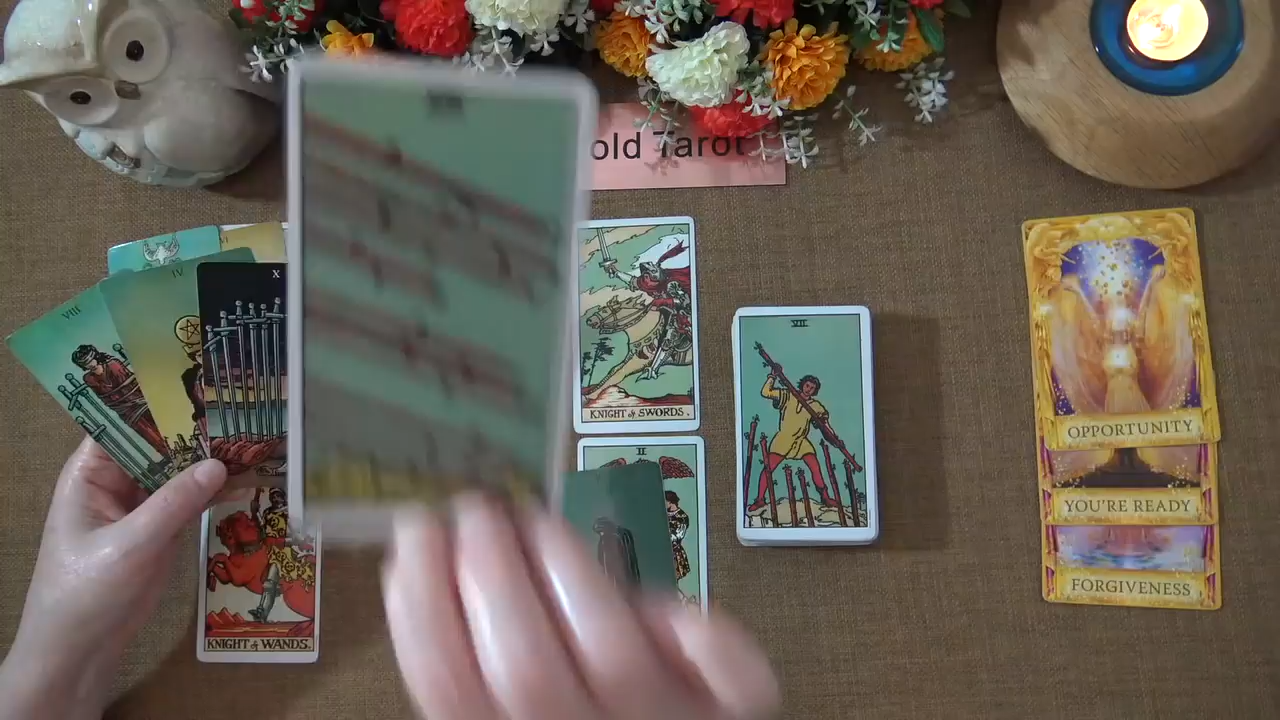 old Tarot
VIII
IV
X
KNIGHT of SWORDS.
II
VII
KNIGHT of WANDS.
OPPORTUNITY
YOU'RE READY
FORGIVENESS